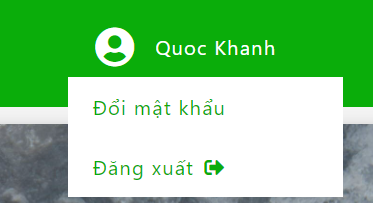 Quoc Khanh
Đổi mật khẩu
Đăng xuất